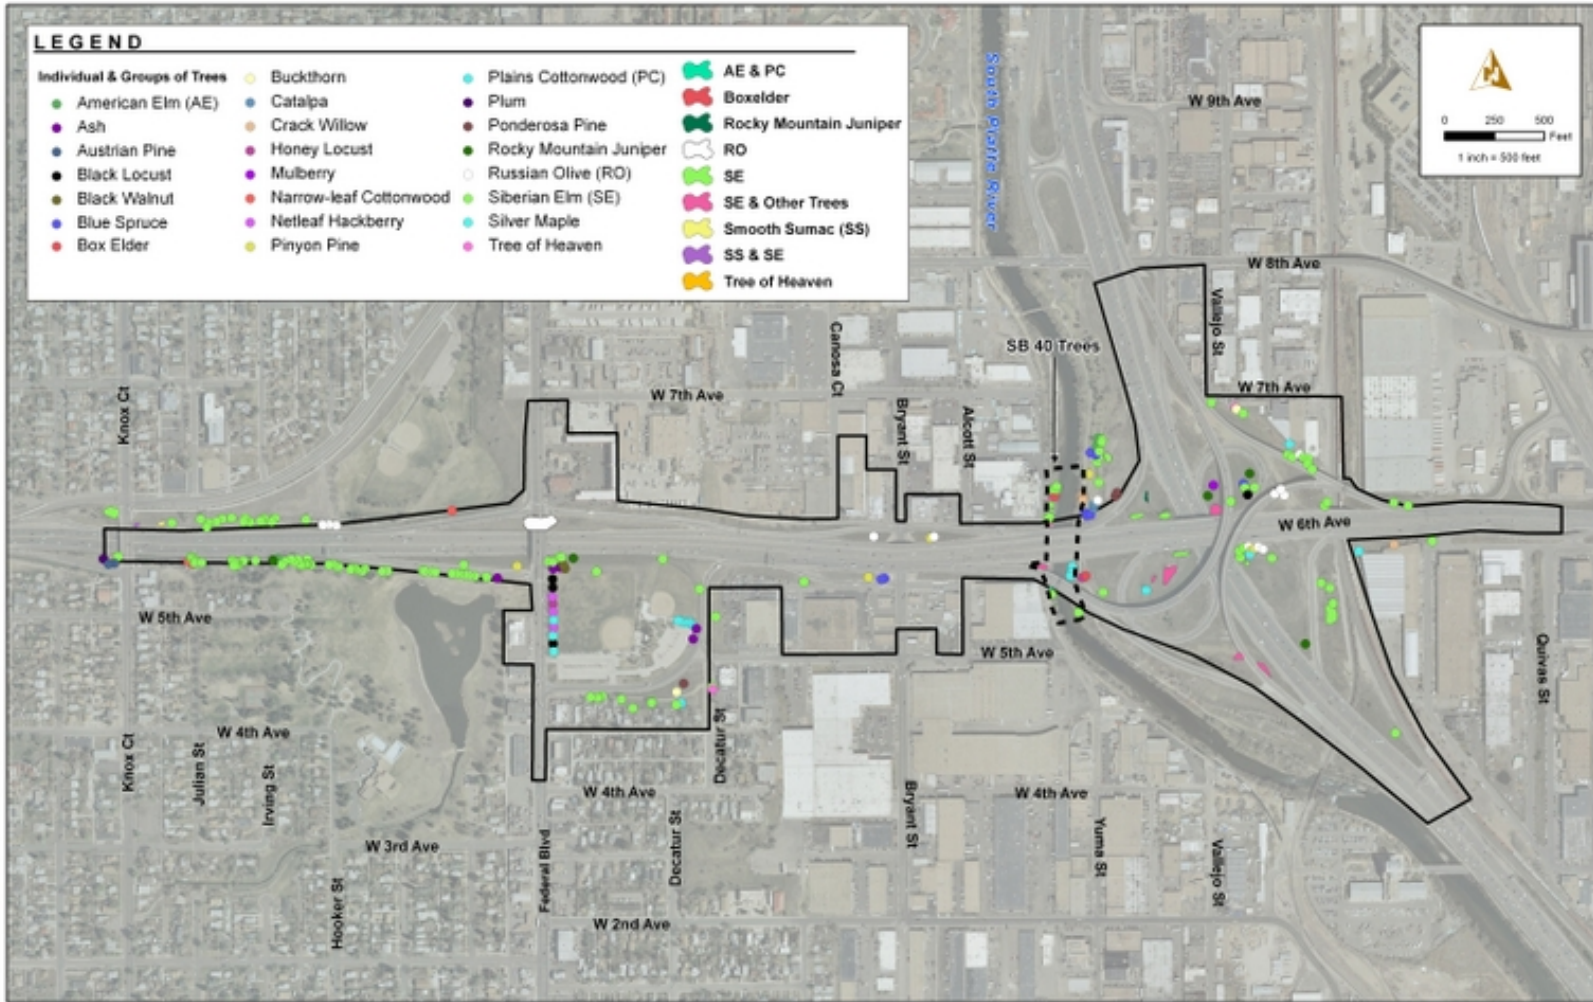 LEGEND
Individual & Groups of Trees
American Elm (AE)
Ash
Austrian Pine
Black Locust
Black Walnut
Blue Spruce
Box Elder
Buckthorn
Catalpa
Crack Willow
Honey Locust
Mulberry
Narrow-leaf Cottonwood
Netleaf Hackberry
Pinyon Pine
Plains Cottonwood (PC)
Plum
Ponderosa Pine
Rocky Mountain Juniper
Russian Olive (RO)
Siberian Elm (SE)
Silver Maple
Tree of Heaven
AE & PC
Boxelder
Rocky Mountain Juniper
RO
SE
SE & Other Trees
Smooth Sumac (SS)
SS & SE
Tree of Heaven
South Platte River
W 9th Ave
N
0 250 500
Feet
1 inch = 500 feet
W 8th Ave
Vallejo St
SB 40 Trees
Canosa Ct
W 7th Ave
W 7th Ave
Knox Ct
Bryant St
Alcott St
W 6th Ave
W 5th Ave
W 5th Ave
Quivas St
W 4th Ave
Knox Ct
Julian St
Irving St
Decatur St
W 4th Ave
W 4th Ave
Bryant St
W 3rd Ave
Federal Blvd
Decatur St
Yuma St
Vallejo St
Hooker St
W 2nd Ave